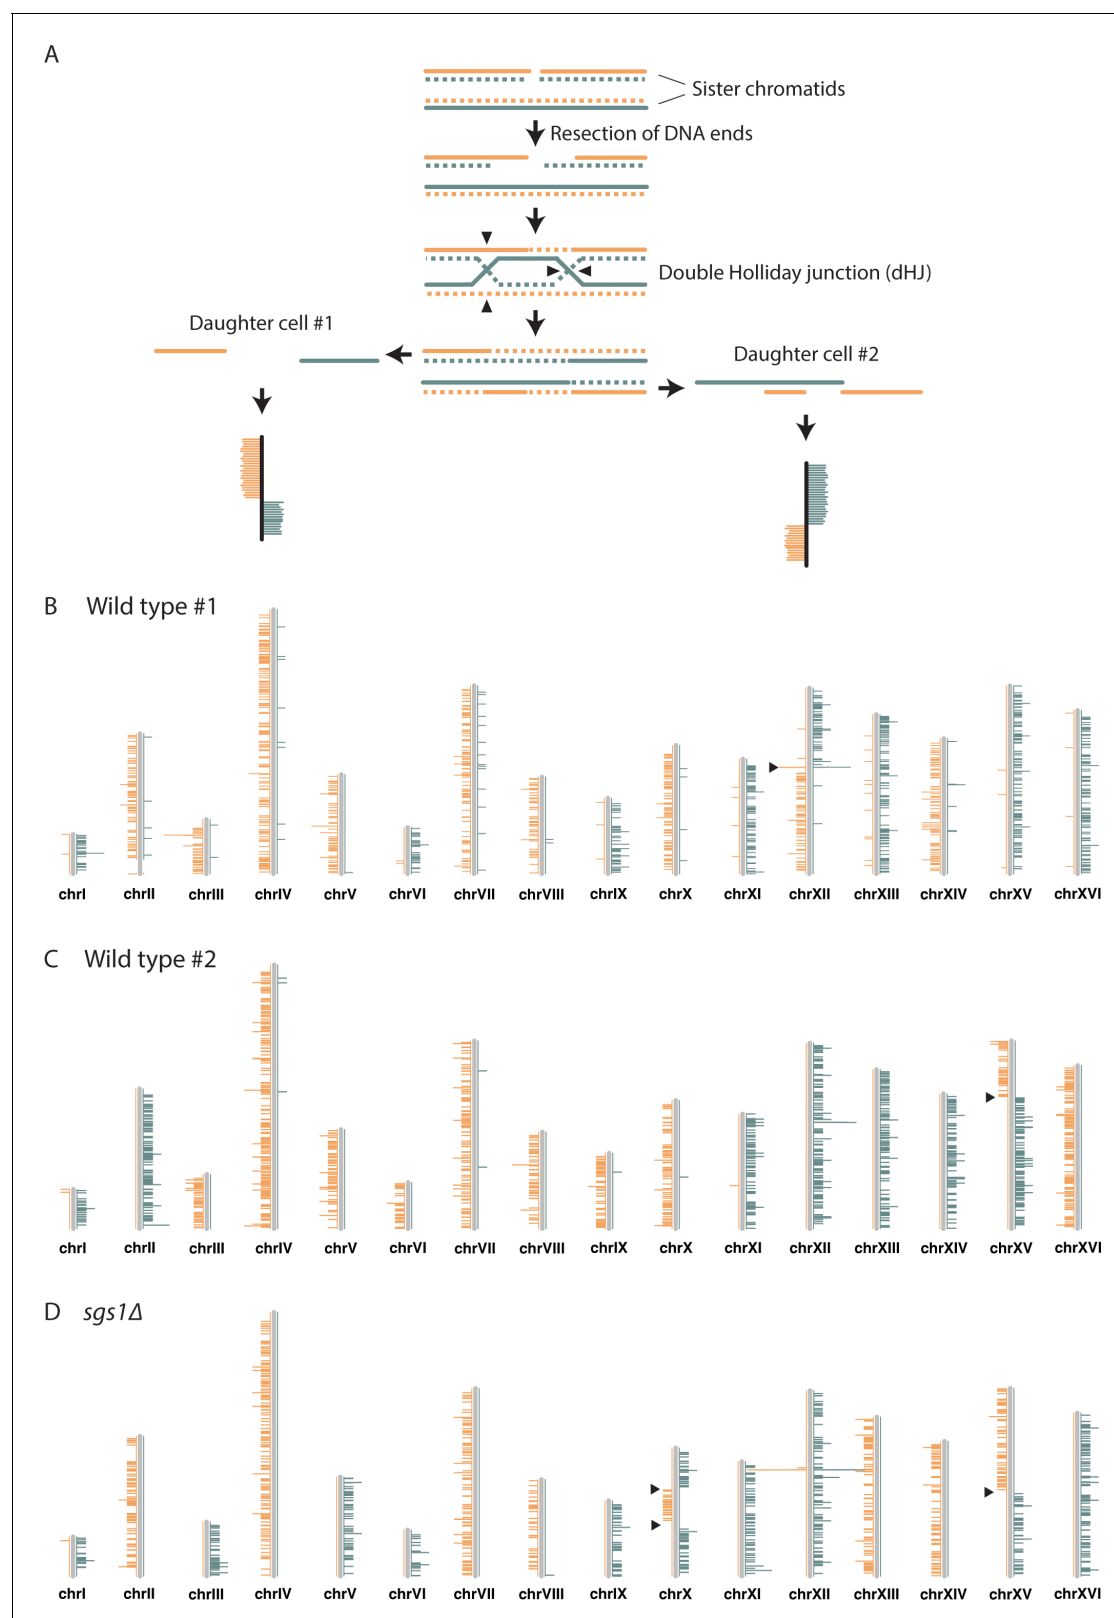 A
Sister chromatids
Resection of DNA ends
Double Holliday junction (dHJ)
Daughter cell #1
Daughter cell #2
B Wild type #1
chrI chrII chrIII chrIV chrV chrVI chrVII chrVIII chrIX chrX chrXI chrXII chrXIII chrXIV chrXV chrXVI
C Wild type #2
chrI chrII chrIII chrIV chrV chrVI chrVII chrVIII chrIX chrX chrXI chrXII chrXIII chrXIV chrXV chrXVI
D sgs1Δ
chrI chrII chrIII chrIV chrV chrVI chrVII chrVIII chrIX chrX chrXI chrXII chrXIII chrXIV chrXV chrXVI